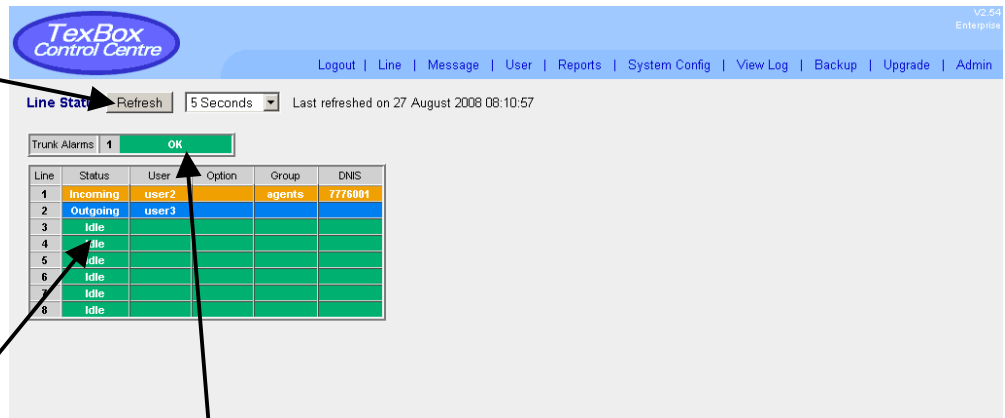 V2.54
Enterprise
TexBox
Control Centre
Logout | Line | Message | User | Reports | System Config | View Log | Backup | Upgrade | Admin
Line Refresh 5 Seconds Last refreshed on 27 August 2008 08:10:57
Trunk Alarms 1 OK
Line Status User Option Group DNIS
1 Incoming user2 agents 7776001
2 Outgoing user3
3 Idle
4 Idle
5 Idle
6 Idle
7 Idle
8 Idle